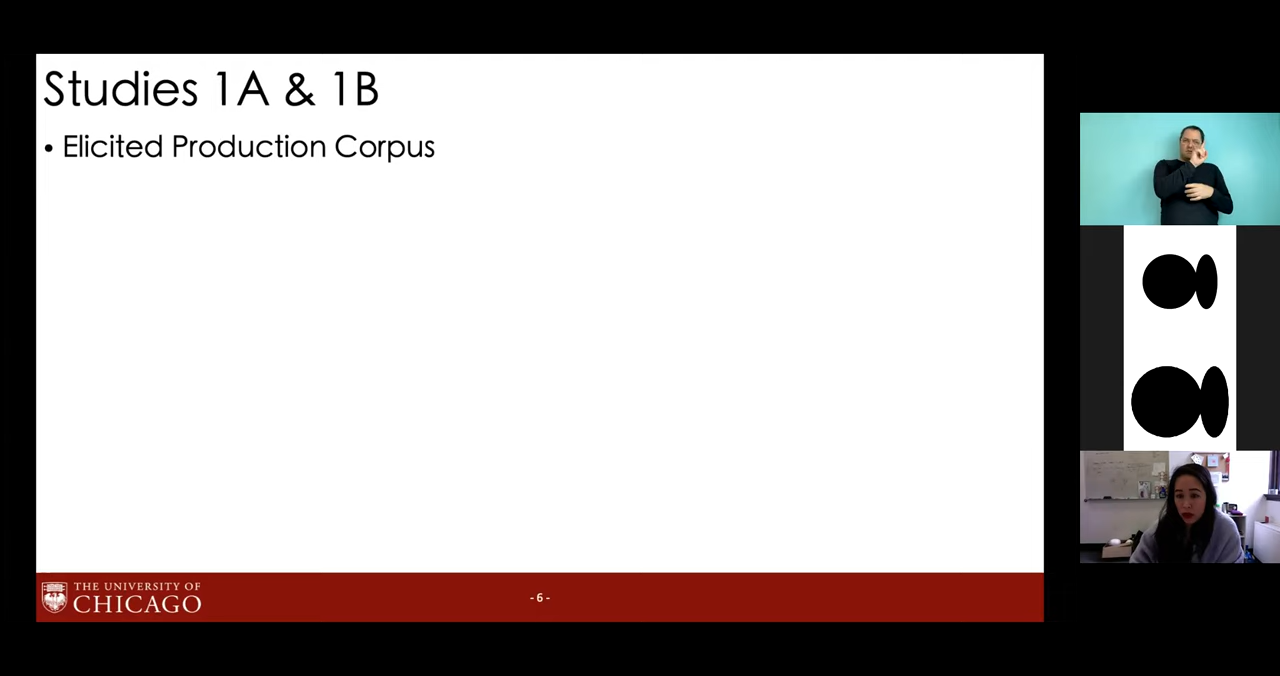 Studies 1A & 1B
• Elicited Production Corpus
THE UNIVERSITY OF
CHICAGO
-6-